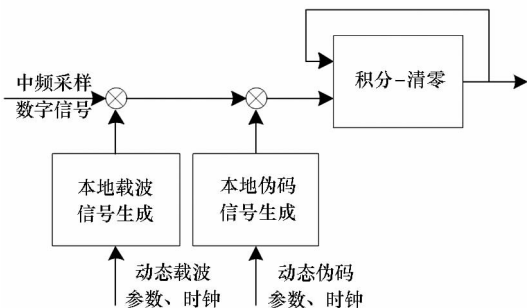 中频采样
数字信号
积分-清零
本地载波
信号生成
本地伪码
信号生成
动态载波
参数、时钟
动态伪码
参数、时钟